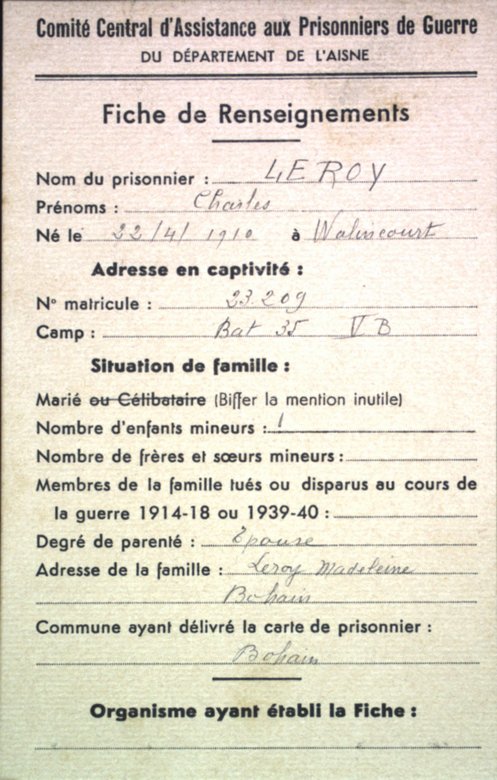 Comité Central d'Assistance aux Prisonniers de Guerre
DU DÉPARTEMENT DE L'AISNE
Fiche de Renseignements
Nom du prisonnier : LEROY
Prénoms : Charles
Né le 22/4/1910 à Walincourt
Adresse en captivité :
N° matricule : 23.209
Camp : Bat 35 V B
Situation de famille :
Marié ou Célibataire (Biffer la mention inutile)
Nombre d'enfants mineurs : 1
Nombre de frères et sœurs mineurs :
Membres de la famille tués ou disparus au cours de
la guerre 1914-18 ou 1939-40 :
Degré de parenté : Epouse
Adresse de la famille : Leroy Madeleine
Bohain
Commune ayant délivré la carte de prisonnier :
Bohain
Organisme ayant établi la Fiche :